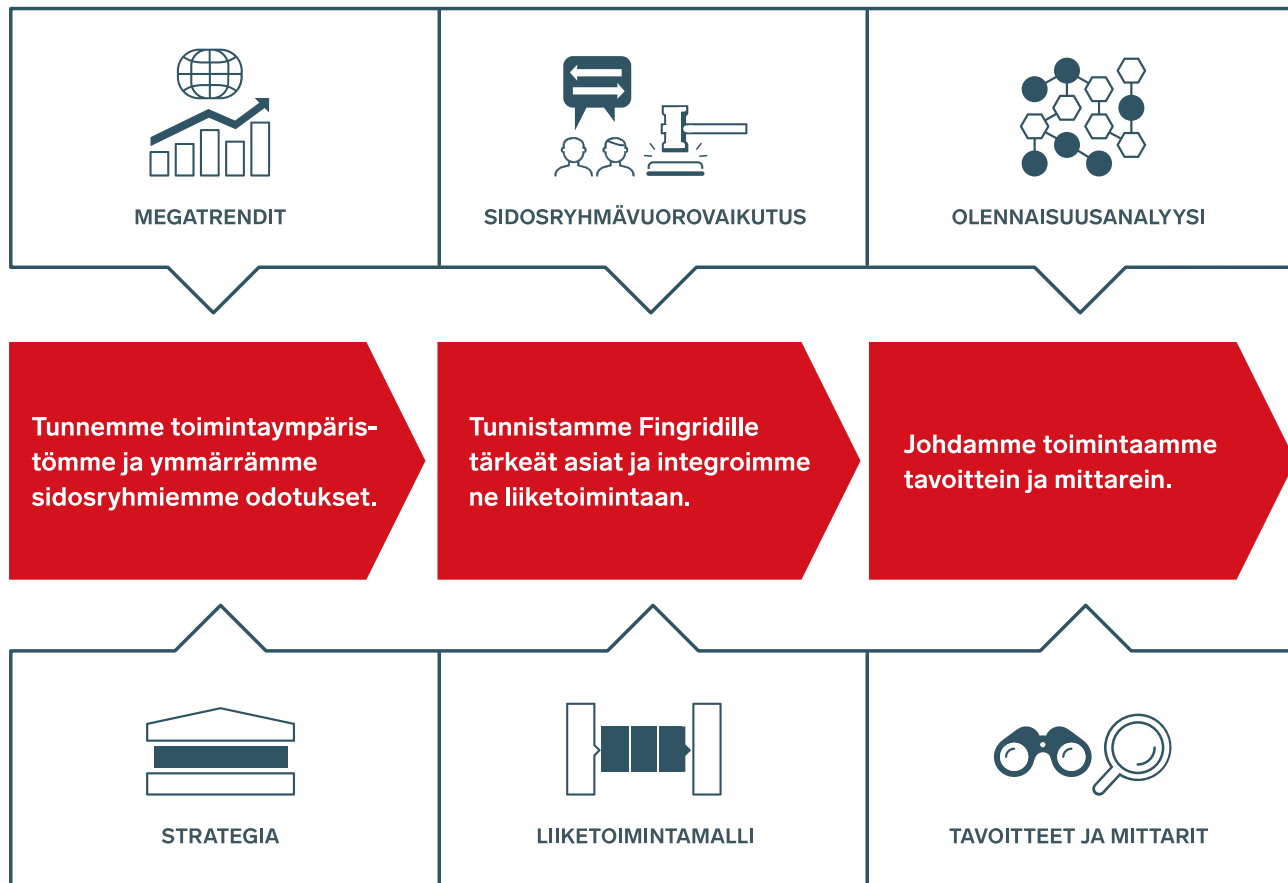 MEGATRENDIT
SIDOSRYHMÄVUOROVAIKUTUS
OLENNAISUUSANALYYSI
Tunnemme toimintaympäris-
tömme ja ymmärrämme
sidosryhmiemme odotukset.
Tunnistamme Fingridille
tärkeät asiat ja integroimme
ne liiketoimintaan.
Johdamme toimintaamme
tavoittein ja mittarein.
STRATEGIA
LIIKETOIMINTAMALLI
TAVOITTEET JA MITTARIT